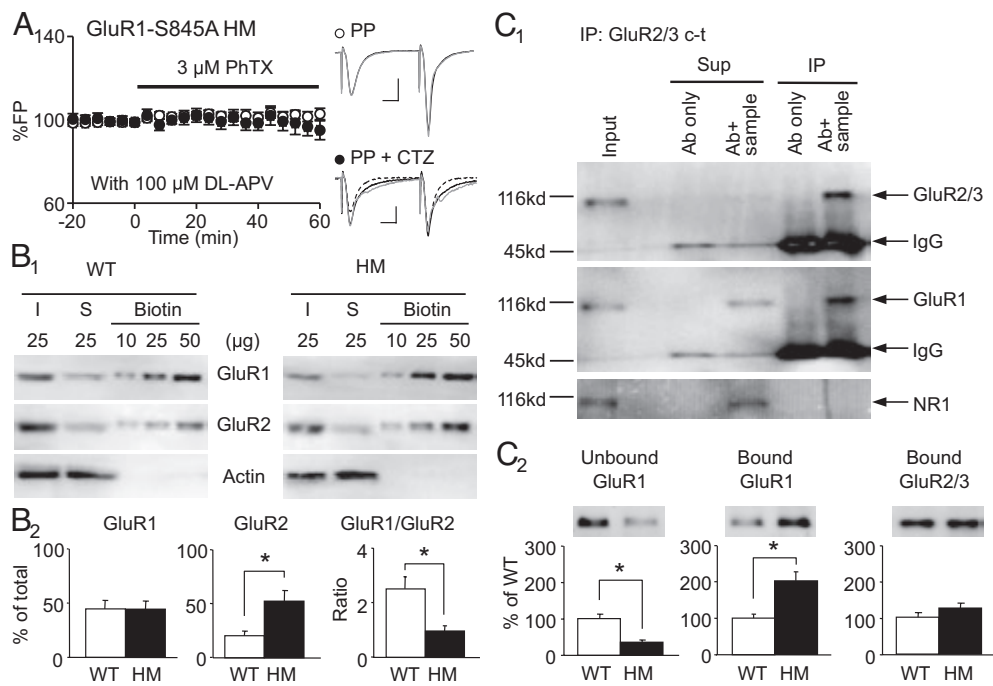 A
GluR1-S845A HM
140
100
60
%FP
3 µM PhTX
With 100 µM DL-APV
-20 0 20 40 60
Time (min)
PP
PP + CTZ
B1
WT
HM
I S Biotin
I S Biotin
25 25 10 25 50 (µg) 25 25 10 25 50
GluR1
GluR2
Actin
B2
GluR1
GluR2
GluR1/GluR2
% of total
100
50
0
WT HM
100
50
0
*
WT HM
Ratio
4
2
0
*
WT HM
C1
IP: GluR2/3 c-t
Sup
IP
Input
Ab only
Ab+
sample
Ab only
Ab+
sample
116kd
GluR2/3
45kd
IgG
116kd
GluR1
45kd
IgG
116kd
NR1
C2
Unbound
GluR1
Bound
GluR1
Bound
GluR2/3
% of WT
300
200
100
0
*
WT HM
300
200
100
0
*
WT HM
300
200
100
0
WT HM